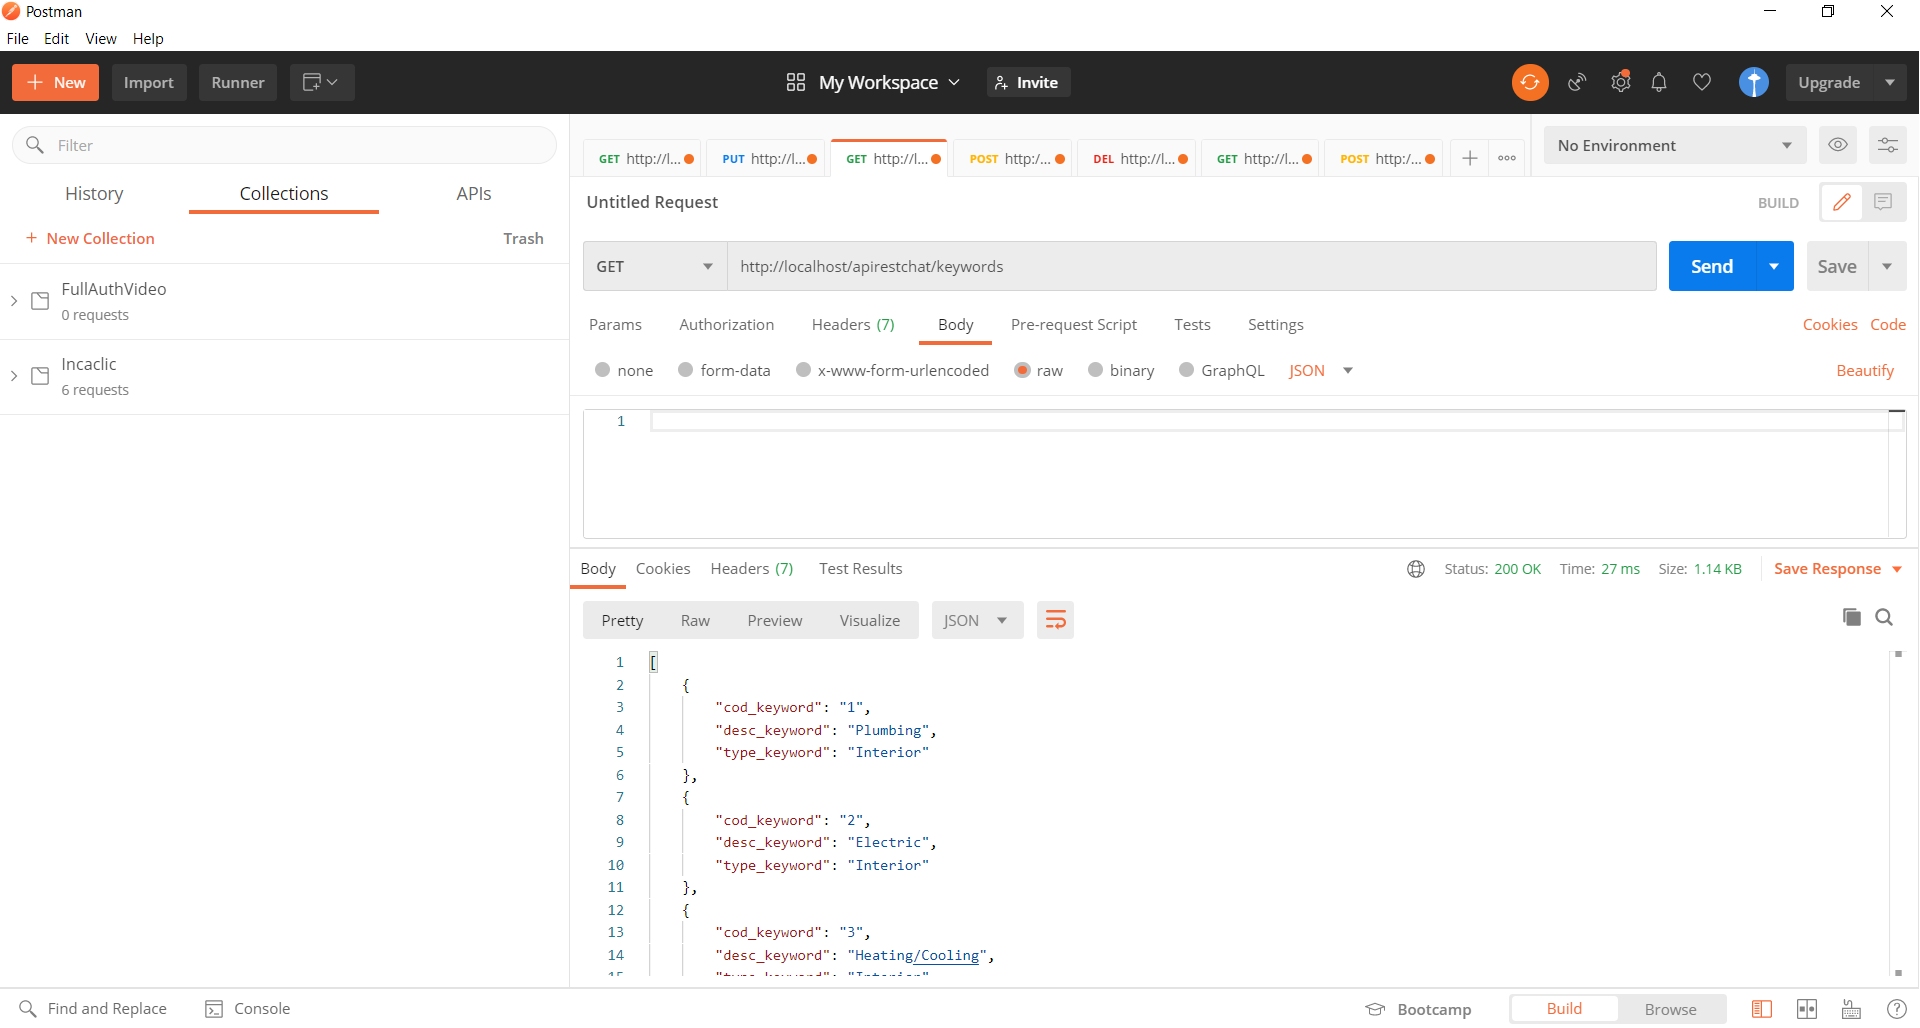 Postman
File Edit View Help
+ New Import Runner My Workspace Invite Upgrade
Filter
History Collections APIs
+ New Collection Trash
FullAuthVideo
0 requests
Incaclic
6 requests
GET http://l... PUT http://l... GET http://l... POST http:/... DEL http://l... GET http://l... POST http:/... + ooo No Environment
Untitled Request BUILD
GET http://localhost/apirestchat/keywords Send Save
Params Authorization Headers (7) Body Pre-request Script Tests Settings Cookies Code
none form-data x-www-form-urlencoded raw binary GraphQL JSON Beautify
1
Body Cookies Headers (7) Test Results Status: 200 OK Time: 27 ms Size: 1.14 KB Save Response
Pretty Raw Preview Visualize JSON
1 [
2 {
3 "cod_keyword": "1",
4 "desc_keyword": "Plumbing",
5 "type_keyword": "Interior"
6 },
7 {
8 "cod_keyword": "2",
9 "desc_keyword": "Electric",
10 "type_keyword": "Interior"
11 },
12 {
13 "cod_keyword": "3",
14 "desc_keyword": "Heating/Cooling",
15 "type_keyword": "Interior"
Find and Replace Console Bootcamp Build Browse